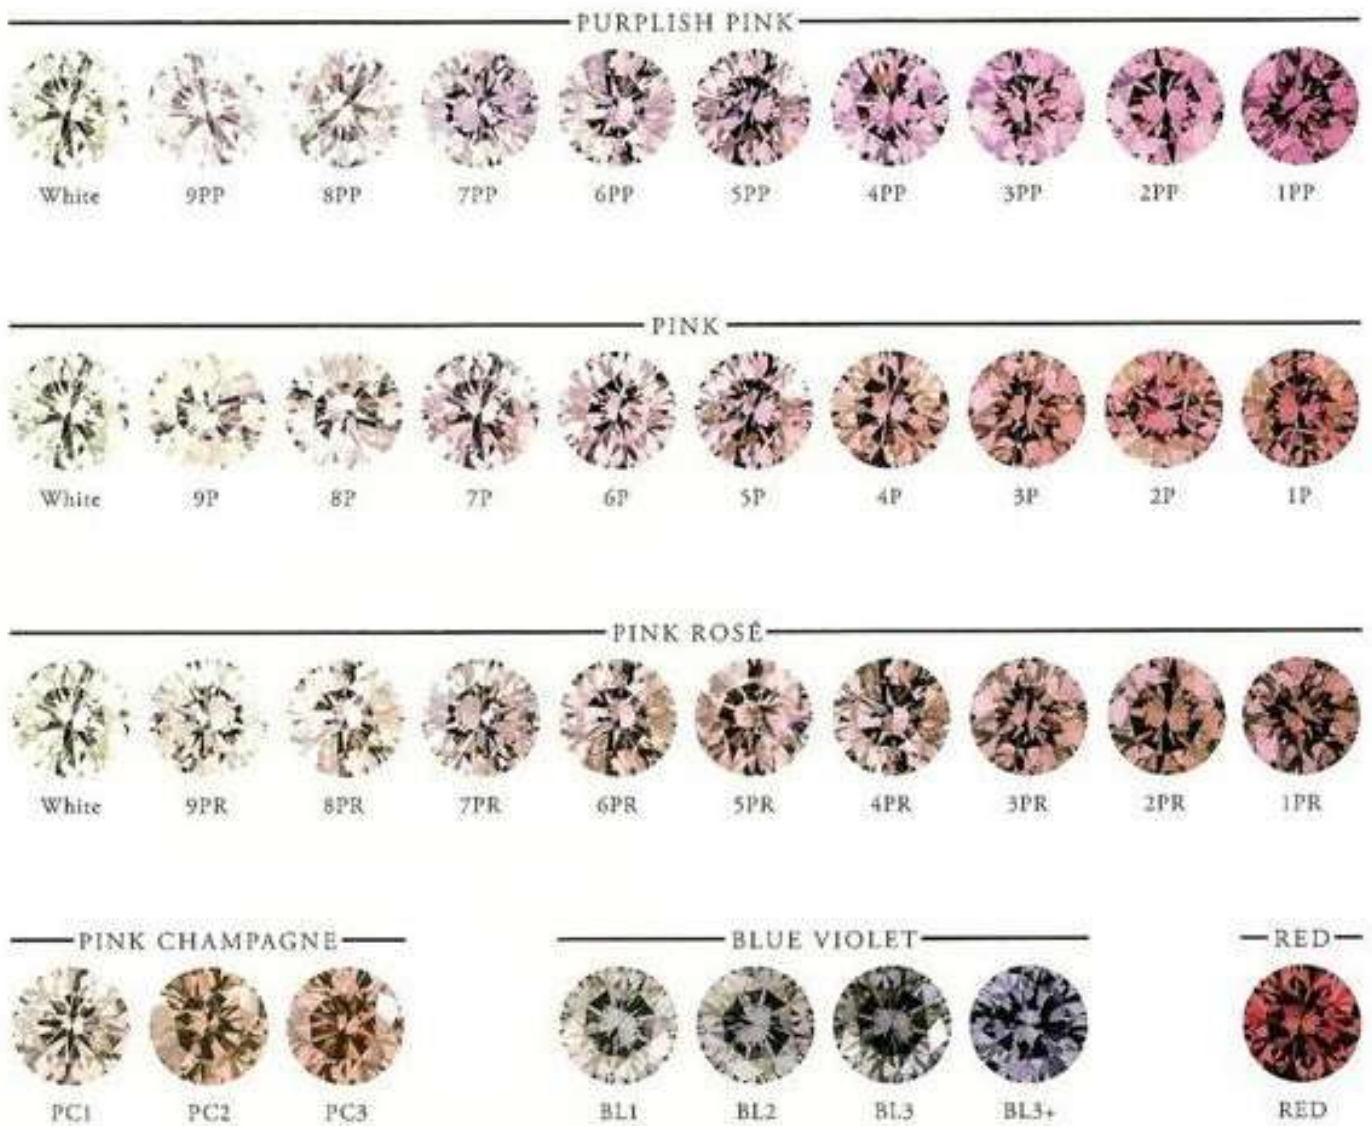 PURPLISH PINK
White 9PP 8PP 7PP 6PP 5PP 4PP 3PP 2PP 1PP
PINK
White 9P 8P 7P 6P 5P 4P 3P 2P 1P
PINK ROSÉ
White 9PR 8PR 7PR 6PR 5PR 4PR 3PR 2PR 1PR
PINK CHAMPAGNE BLUE VIOLET RED
PC1 PC2 PC3 BL1 BL2 BL3 BL3+ RED